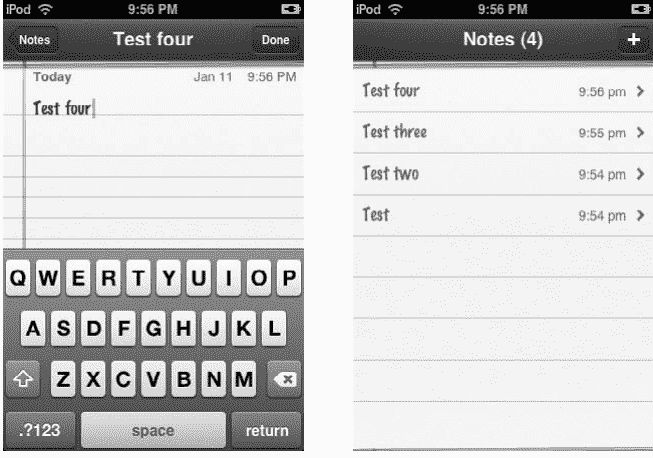 iPod 9:56 PM
Notes Test four Done
Today Jan 11 9:56 PM
Test four
Q W E R T Y U I O P
A S D F G H J K L
Z X C V B N M
.?123 space return
iPod 9:56 PM
Notes (4) +
Test four 9:56 pm
Test three 9:55 pm
Test two 9:54 pm
Test 9:54 pm